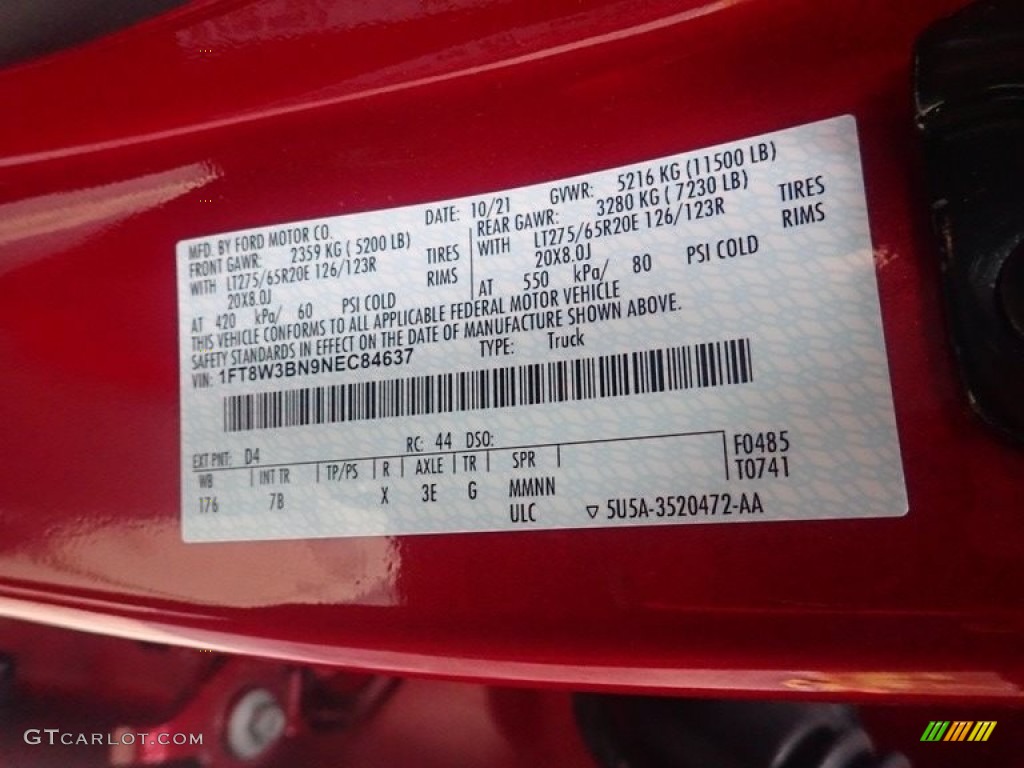 MFD. BY FORD MOTOR CO. DATE: 10/21 GVWR: 5216 KG (11500 LB)
FRONT GAWR: 2359 KG ( 5200 LB) REAR GAWR: 3280 KG ( 7230 LB)
WITH LT275/65R20E 126/123R TIRES WITH LT275/65R20E 126/123R TIRES
20X8.0J RIMS 20X8.0J RIMS
AT 420 kPa/ 60 PSI COLD AT 550 kPa/ 80 PSI COLD
THIS VEHICLE CONFORMS TO ALL APPLICABLE FEDERAL MOTOR VEHICLE
SAFETY STANDARDS IN EFFECT ON THE DATE OF MANUFACTURE SHOWN ABOVE.
VIN: 1FT8W3BN9NEC84637 TYPE: Truck
EXT PNT: D4 RC: 44 DSO: F0485
WB INT TR TP/PS R AXLE TR SPR T0741
176 7B X 3E G MMNN
ULC ▽ 5U5A-3520472-AA
GTCARLOT.COM